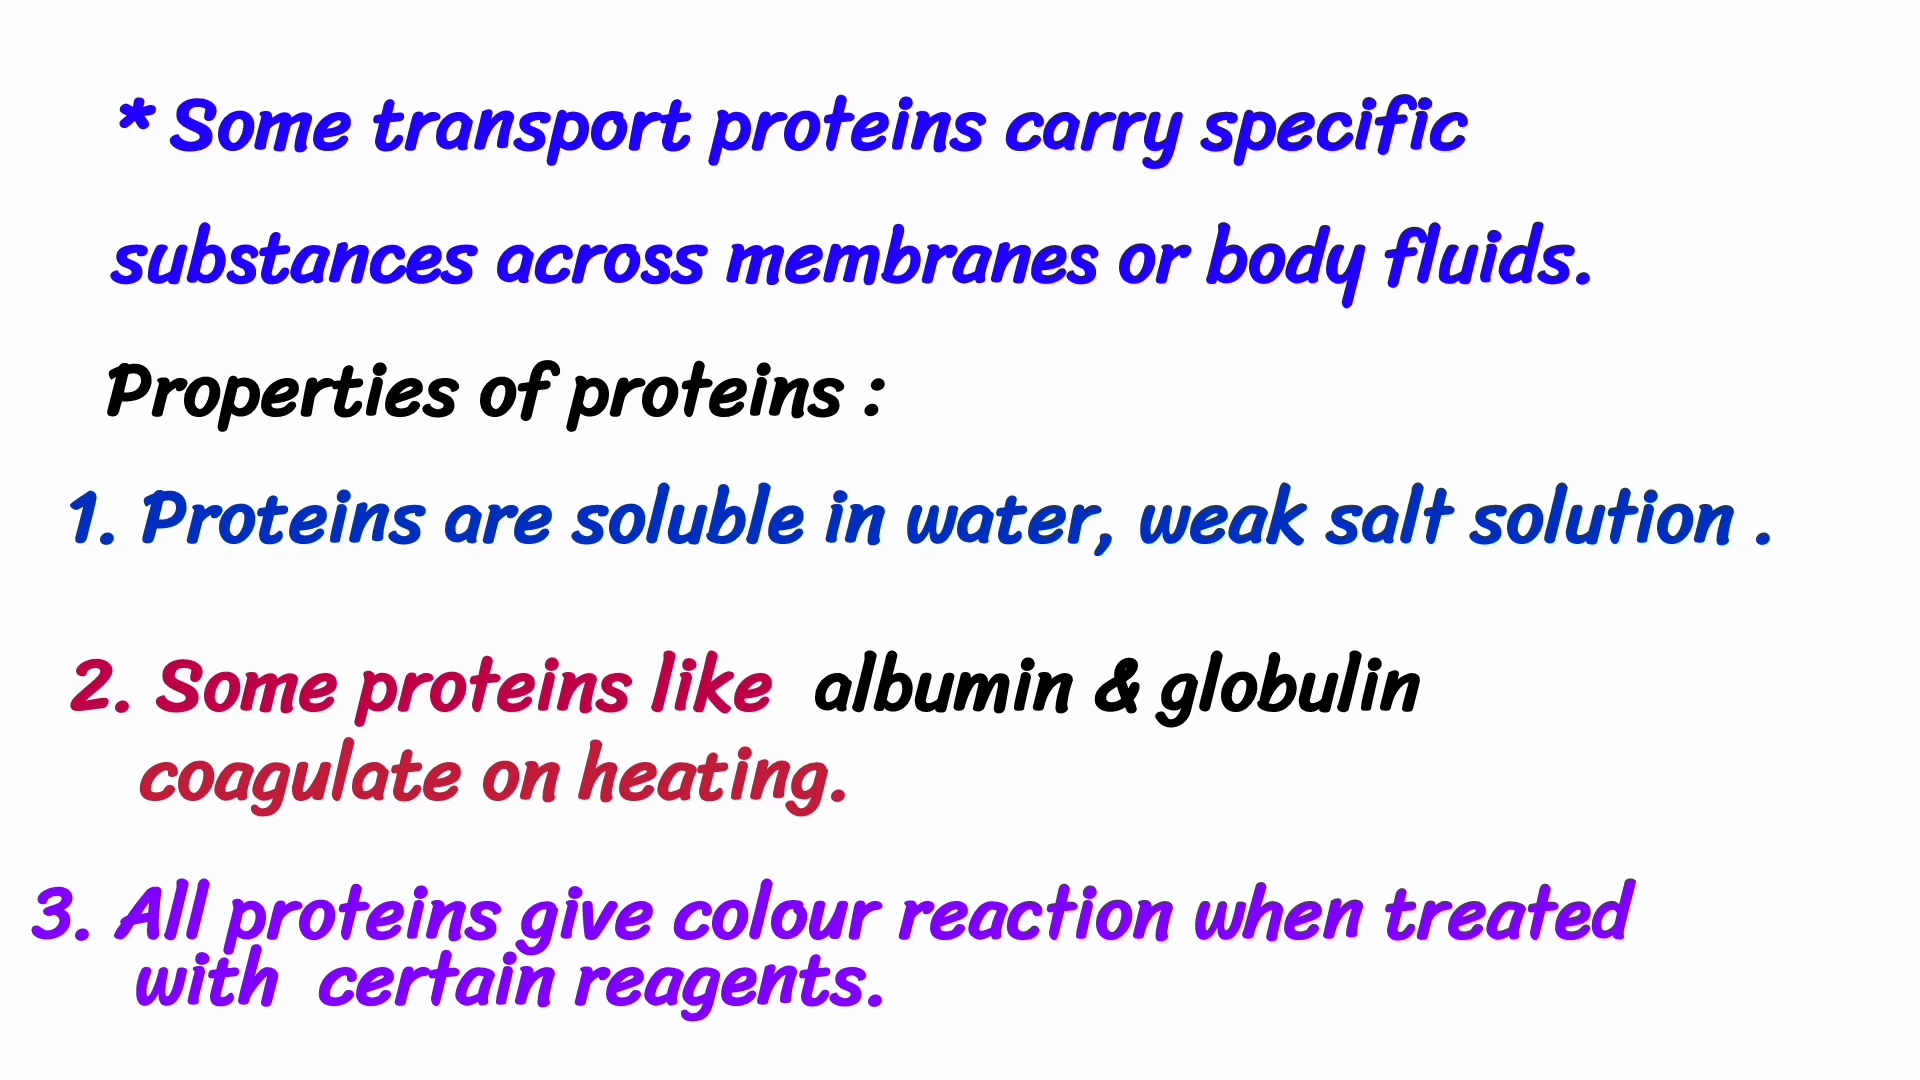 * Some transport proteins carry specific
substances across membranes or body fluids.
Properties of proteins :
1. Proteins are soluble in water, weak salt solution .
2. Some proteins like albumin & globulin
coagulate on heating.
3. All proteins give colour reaction when treated
with certain reagents.